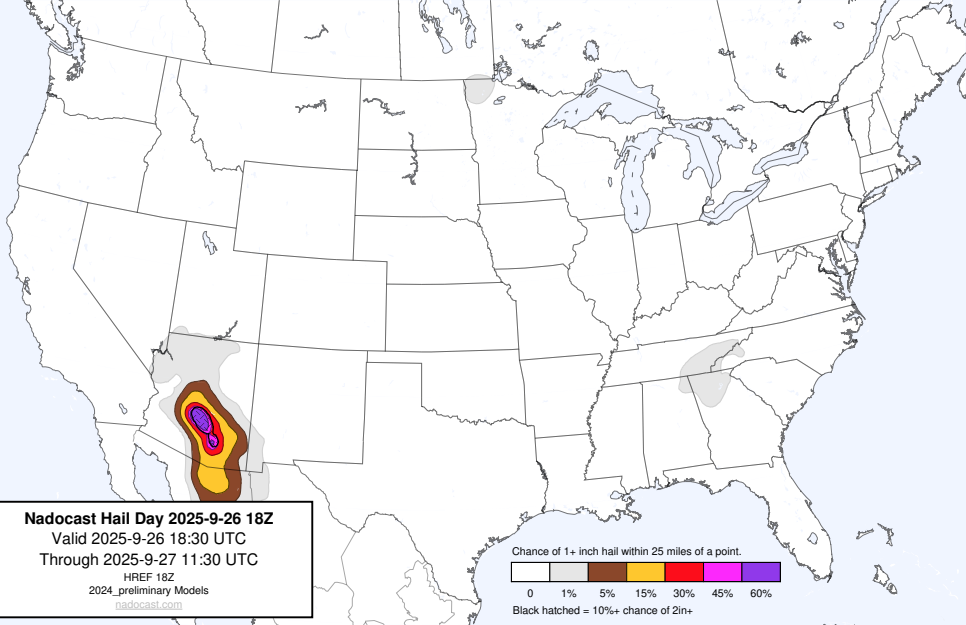 Nadocast Hail Day 2025-9-26 18Z
Valid 2025-9-26 18:30 UTC
Through 2025-9-27 11:30 UTC
HREF 18Z
2024_preliminary Models
nadocast.com
Chance of 1+ inch hail within 25 miles of a point.
0 1% 5% 15% 30% 45% 60%
Black hatched = 10%+ chance of 2in+